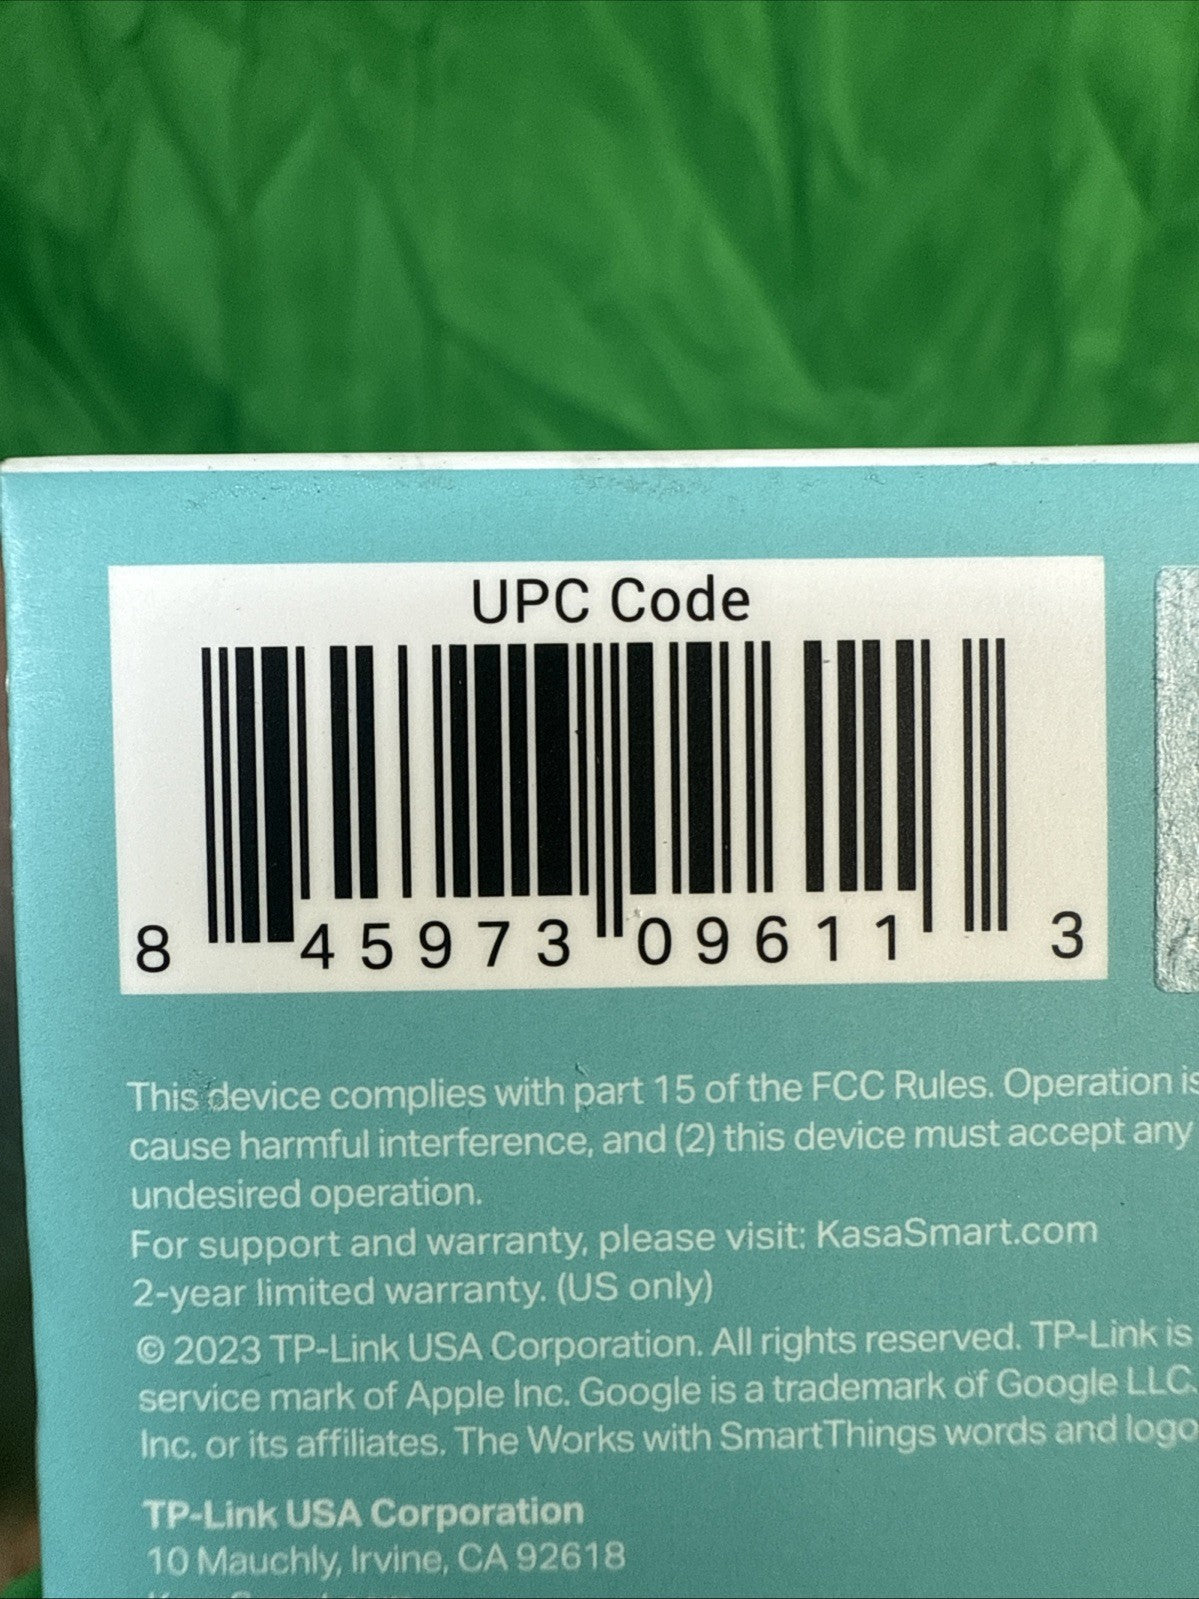 UPC Code
8 45973 09611 3
This device complies with part 15 of the FCC Rules. Operation is
cause harmful interference, and (2) this device must accept any
undesired operation.
For support and warranty, please visit: KasaSmart.com
2-year limited warranty. (US only)
© 2023 TP-Link USA Corporation. All rights reserved. TP-Link is
service mark of Apple Inc. Google is a trademark of Google LLC.
Inc. or its affiliates. The Works with SmartThings words and logo
TP-Link USA Corporation
10 Mauchly, Irvine, CA 92618